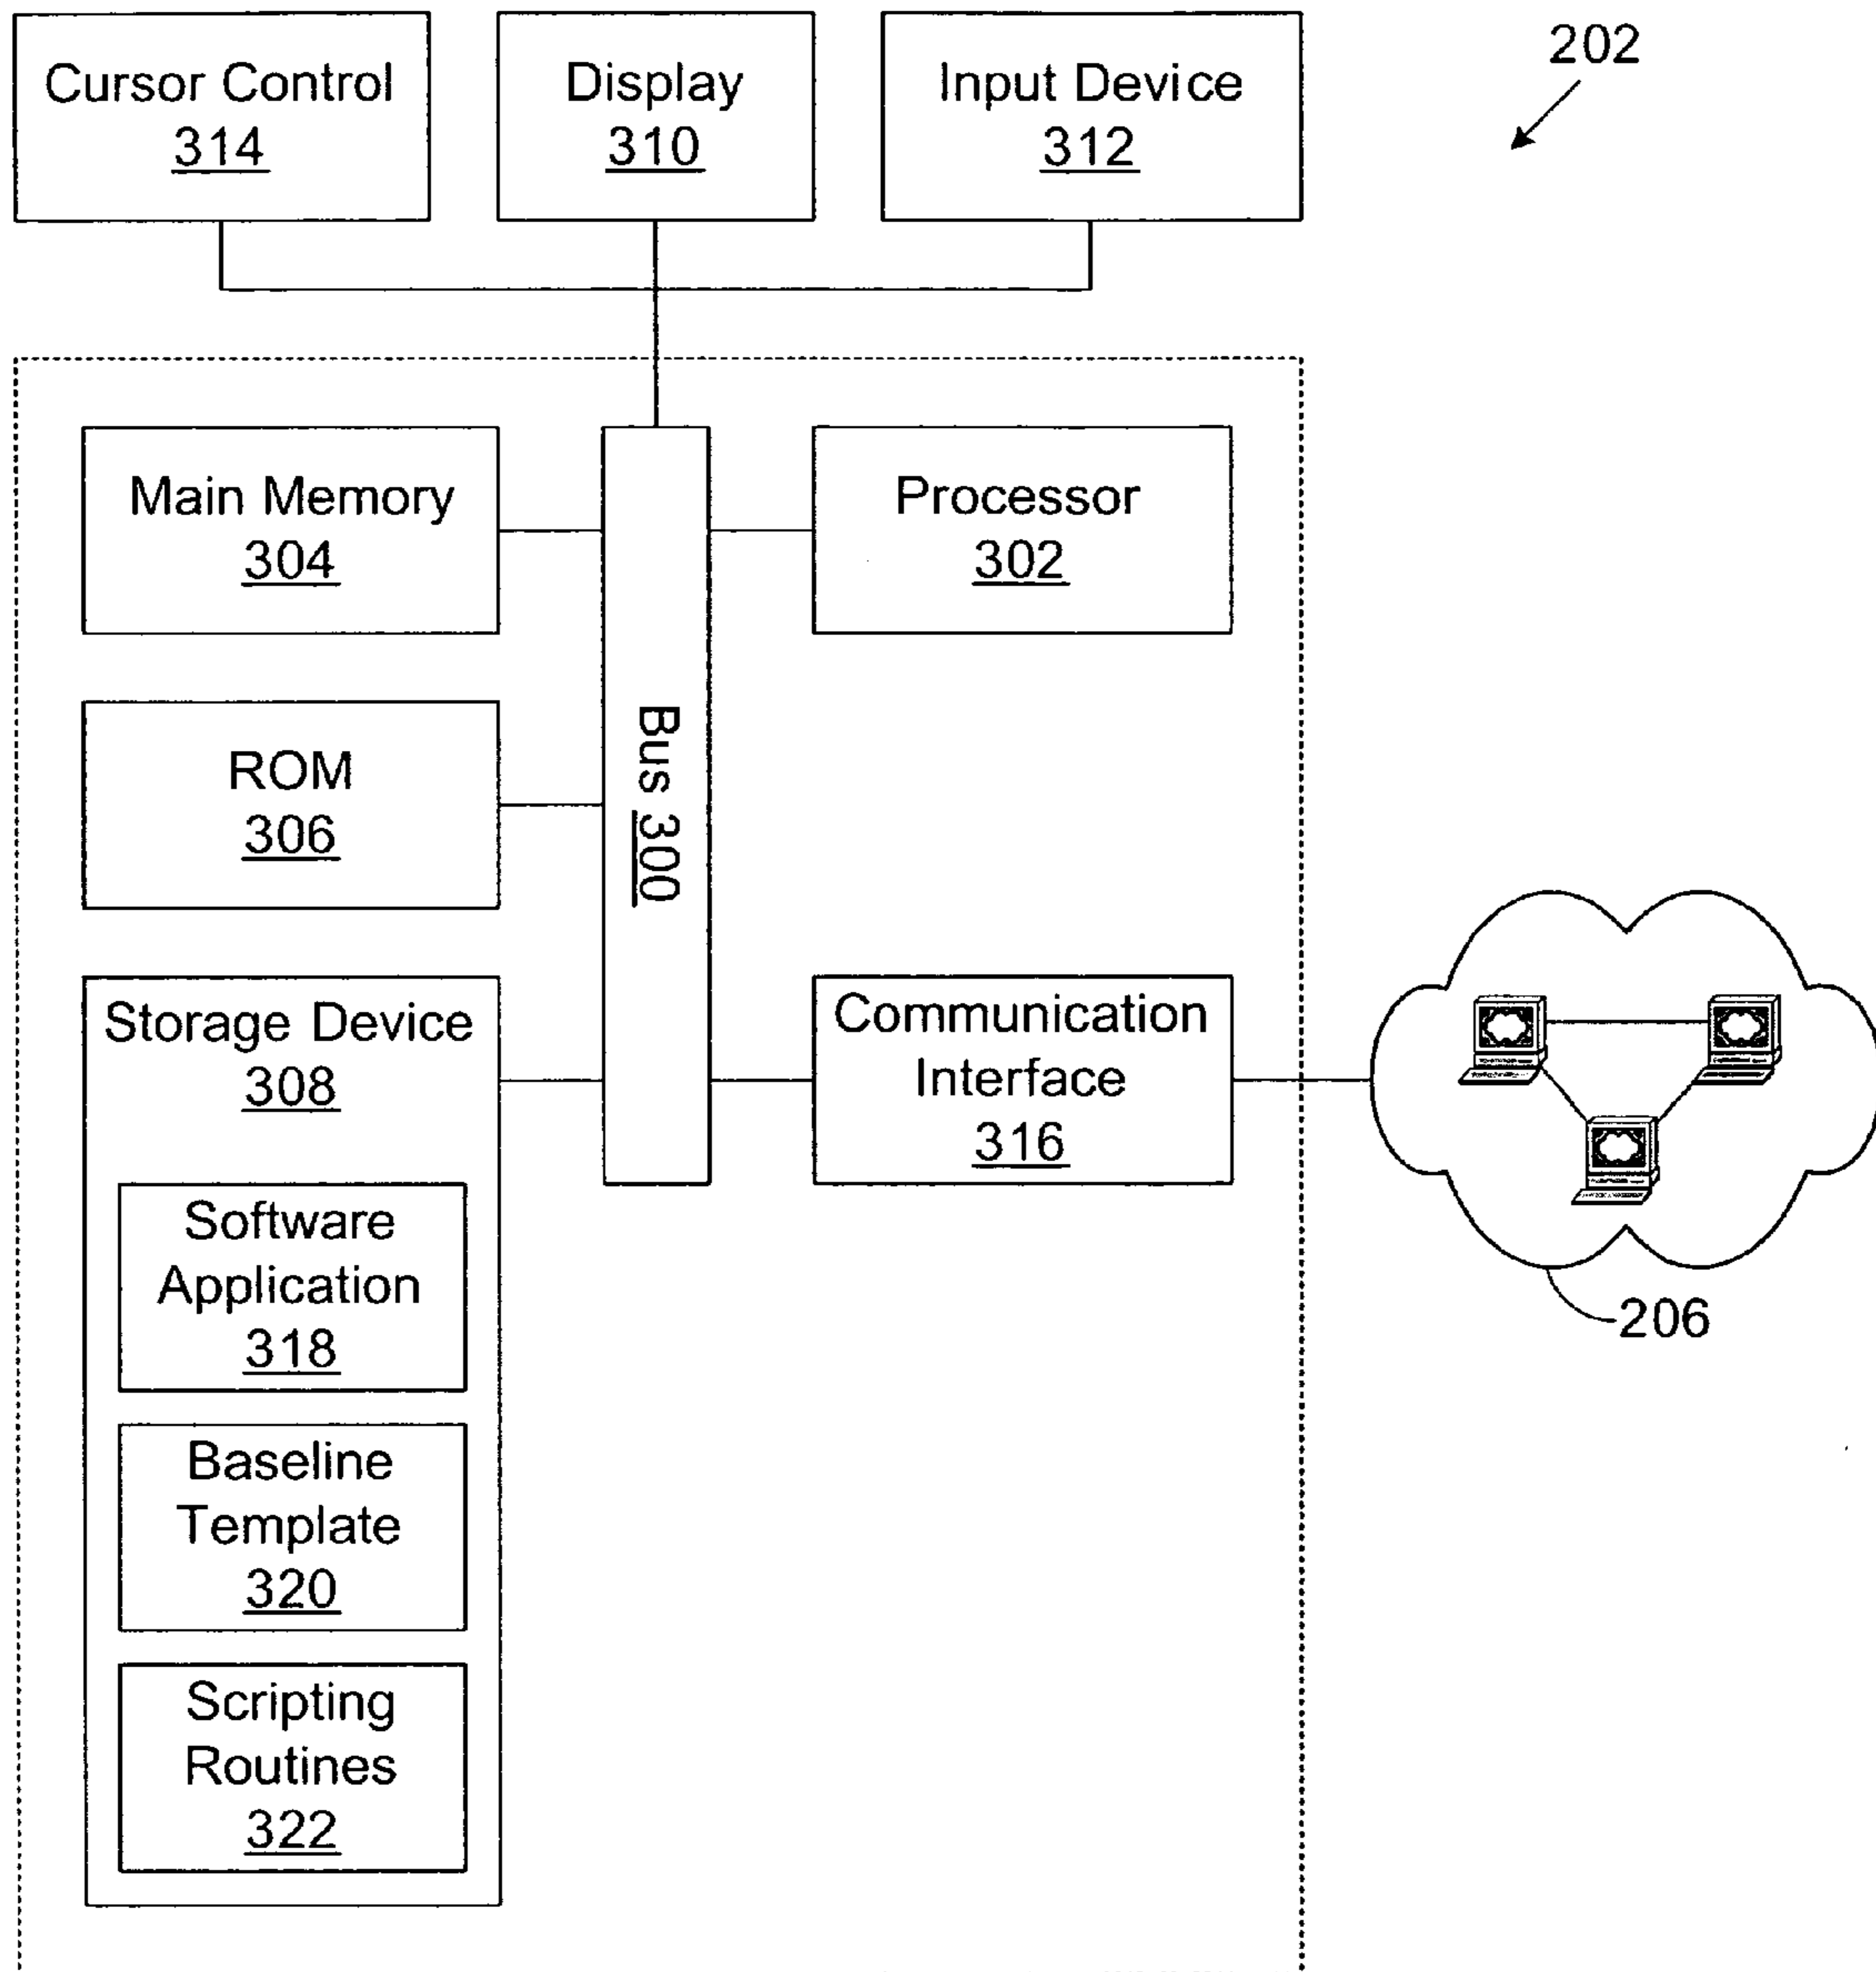 Cursor Control
314
Display
310
Input Device
312
202
Main Memory
304
Processor
302
Bus 300
ROM
306
Storage Device
308
Communication
Interface
316
Software
Application
318
206
Baseline
Template
320
Scripting
Routines
322